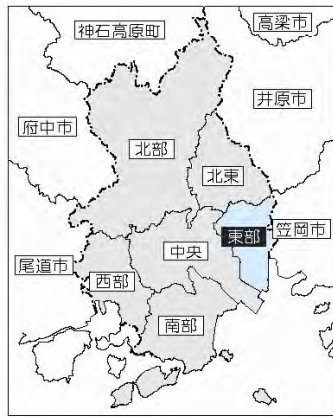 神石高原町
高梁市
井原市
府中市
北部
北東
東部
笠岡市
中央
尾道市
西部
南部